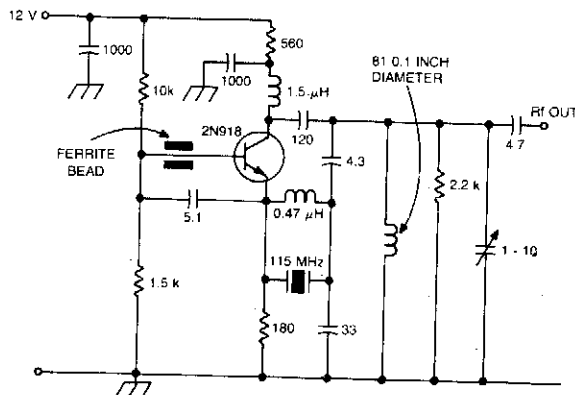 12 V
560
1000
1000
81 0.1 INCH
DIAMETER
10k
1.5-µH
Rf OUT
2N918
120
4.7
FERRITE
BEAD
4.3
2.2 k
5.1
0.47 µH
115 MHz
1 - 10
1.5 k
180
33